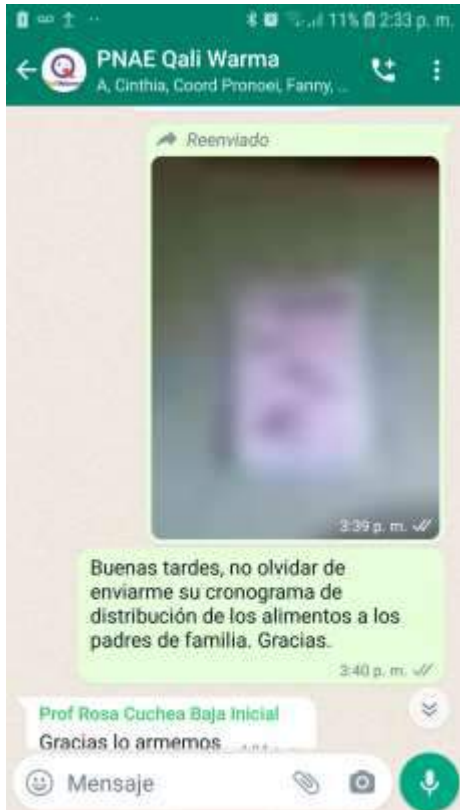 11% 2:33 p. m.
PNAE Qali Warma
A, Cinthia, Coord Pronoei, Fanny, ...
Reenviado
3:39 p. m.
Buenas tardes, no olvidar de
enviarme su cronograma de
distribución de los alimentos a los
padres de familia. Gracias.
3:40 p. m.
Prof Rosa Cuchea Baja Inicial
Gracias lo armemos
Mensaje